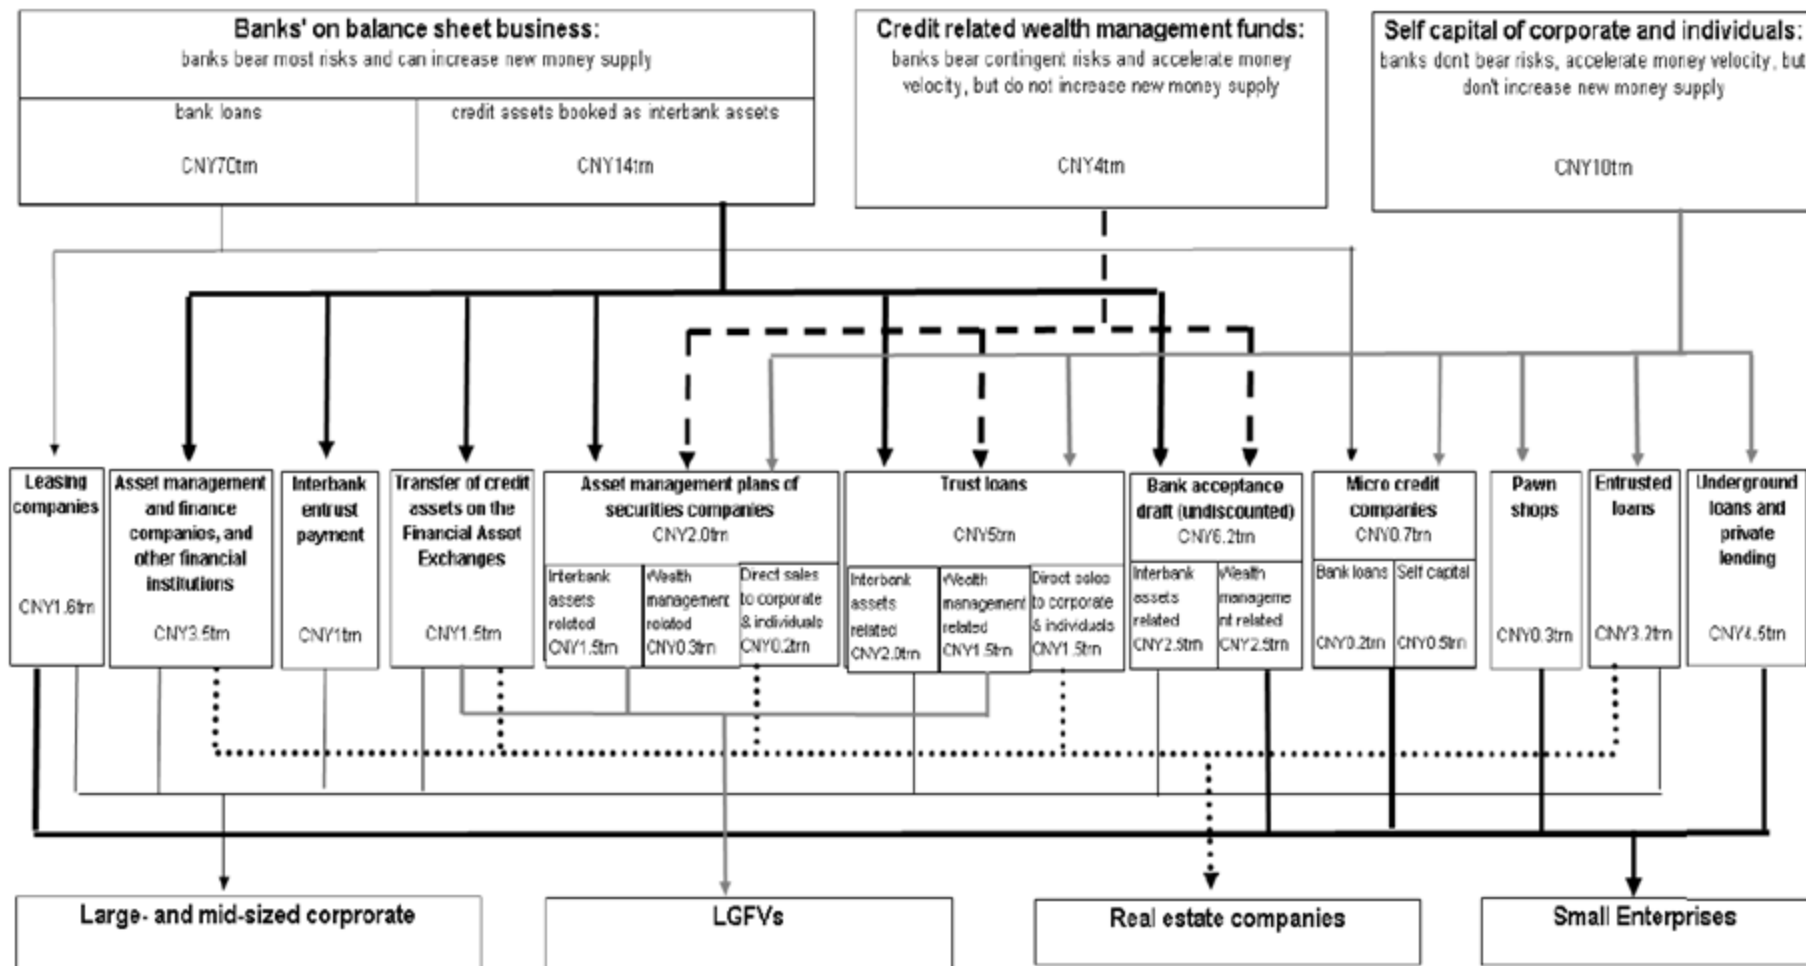 Banks' on balance sheet business:
banks bear most risks and can increase new money supply
bank loans
CNY70trn
credit assets booked as interbank assets
CNY14trn
Credit related wealth management funds:
banks bear contingent risks and accelerate money
velocity, but do not increase new money supply
CNY4trn
Self capital of corporate and individuals:
banks dont bear risks, accelerate money velocity, but
don't increase new money supply
CNY10trn
Leasing
companies
CNY1.6trn
Asset management
and finance
companies, and
other financial
institutions
CNY3.5trn
Interbank
entrust
payment
CNY1trn
Transfer of credit
assets on the
Financial Asset
Exchanges
CNY1.5trn
Asset management plans of
securities companies
CNY2.0trn
Interbank
assets
related
CNY1.5trn
Wealth
management
related
CNY0.3trn
Direct sales
to corporate
& individuals
CNY0.2trn
Trust loans
CNY5trn
Interbank
assets
related
CNY2.0trn
Wealth
management
related
CNY1.5trn
Direct sales
to corporate
& individuals
CNY1.5trn
Bank acceptance
draft (undiscounted)
CNY6.2trn
Interbank
assets
related
CNY2.5trn
Wealth
manageme
nt related
CNY2.5trn
Micro credit
companies
CNY0.7trn
Bank loans
CNY0.2trn
Self capital
CNY0.5trn
Pawn
shops
CNY0.3trn
Entrusted
loans
CNY3.2trn
Underground
loans and
private
lending
CNY4.5trn
Large- and mid-sized corprorate
LGFVs
Real estate companies
Small Enterprises